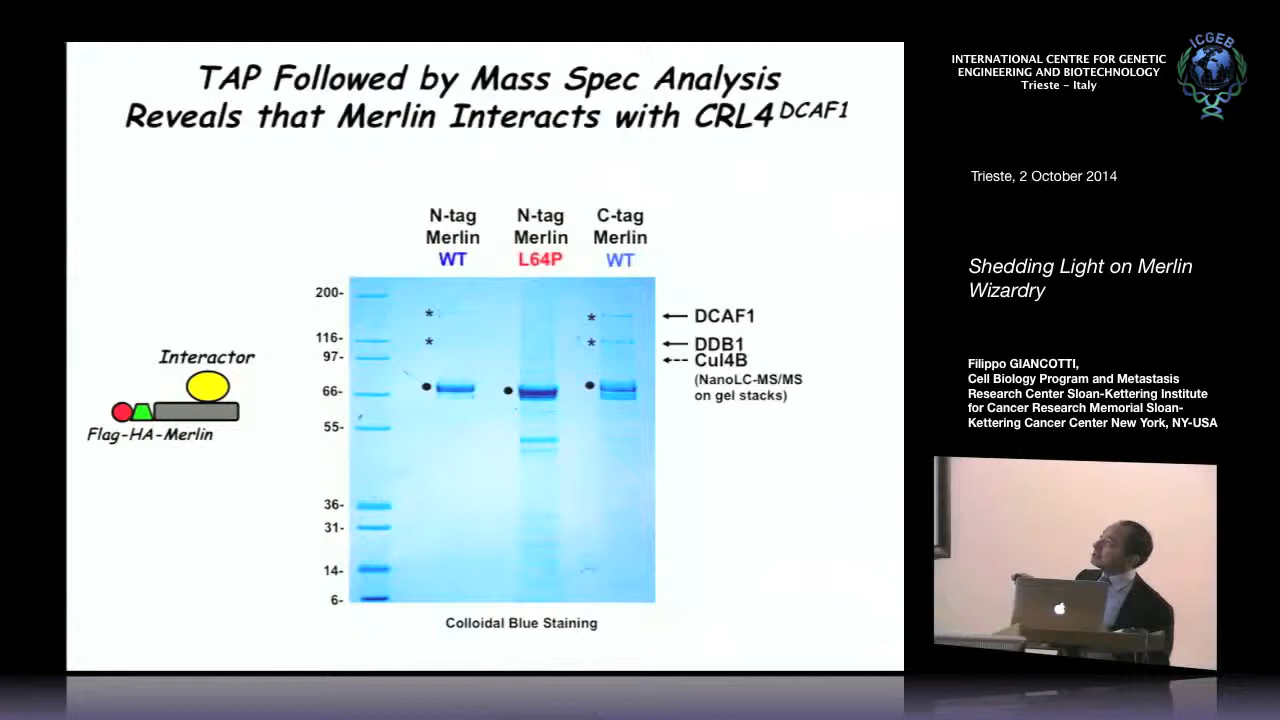 TAP Followed by Mass Spec Analysis
Reveals that Merlin Interacts with CRL4 DCAF1
N-tag
Merlin
WT
N-tag
Merlin
L64P
C-tag
Merlin
WT
200-
116-
97-
66-
55-
36-
31-
14-
6-
*
*
*
*
DCAF1
DDB1
Cul4B
(NanoLC-MS/MS
on gel stacks)
Interactor
Flag-HA-Merlin
Colloidal Blue Staining
INTERNATIONAL CENTRE FOR GENETIC
ENGINEERING AND BIOTECHNOLOGY
Trieste - Italy
ICGEB
Trieste, 2 October 2014
Shedding Light on Merlin
Wizardry
Filippo GIANCOTTI,
Cell Biology Program and Metastasis
Research Center Sloan-Kettering Institute
for Cancer Research Memorial Sloan-
Kettering Cancer Center New York, NY-USA